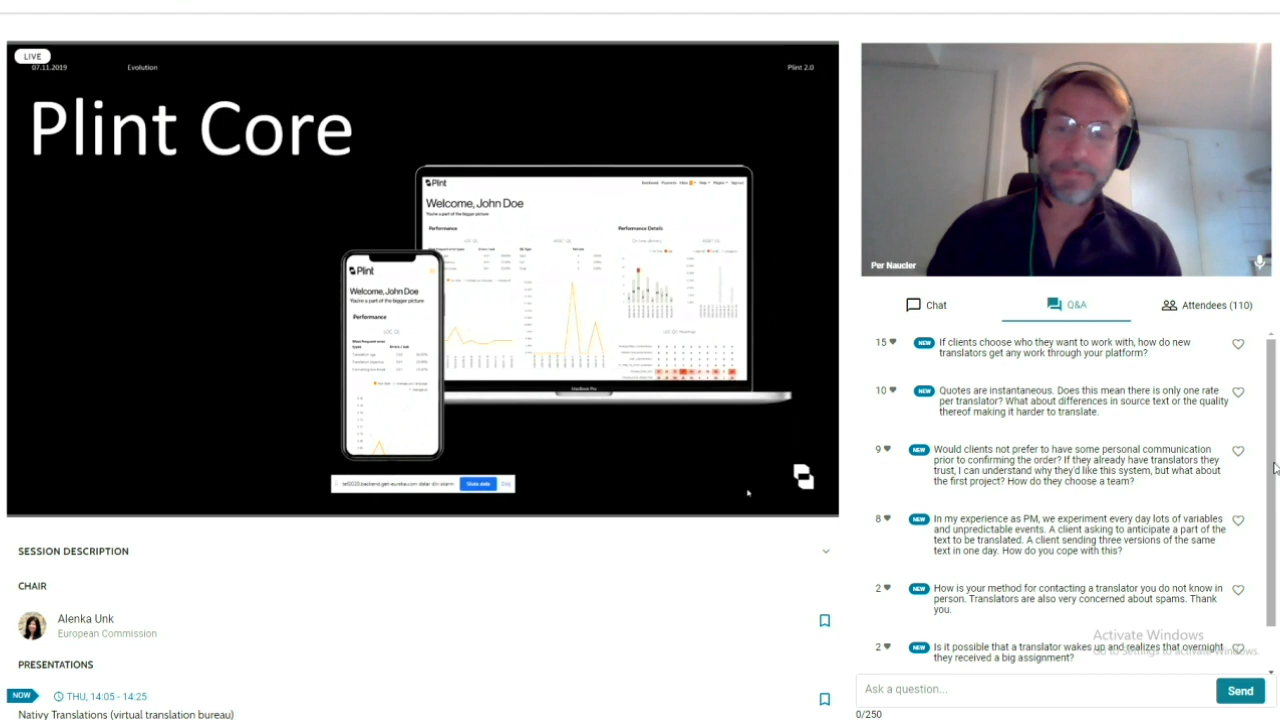 LIVE
07.11.2019
Evolution
Plint 2.0
Plint Core
Plint
Welcome, John Doe
You're a part of the bigger picture
Performance
Performance Details
Plint
Welcome, John Doe
You're a part of the bigger picture
Performance
MacBook Pro
Per Naucler
Chat
Q&A
Attendees (110)
15
NEW
If clients choose who they want to work with, how do new
translators get any work through your platform?
10
NEW
Quotes are instantaneous. Does this mean there is only one rate
per translator? What about differences in source text or the quality
thereof making it harder to translate.
9
NEW
Would clients not prefer to have some personal communication
prior to confirming the order? If they already have translators they
trust, I can understand why they'd like this system, but what about
the first project? How do they choose a team?
8
NEW
In my experience as PM, we experiment every day lots of variables
and unpredictable events. A client asking to anticipate a part of the
text to be translated. A client sending three versions of the same
text in one day. How do you cope with this?
2
NEW
How is your method for contacting a translator you do not know in
person. Translators are also very concerned about spams. Thank
you.
2
NEW
Is it possible that a translator wakes up and realizes that overnight
they received a big assignment?
Activate Windows
Go to Settings to activate Windows.
Ask a question...
Send
0/250
SESSION DESCRIPTION
CHAIR
Alenka Unk
European Commission
PRESENTATIONS
NOW
THU, 14:05 - 14:25
Nativy Translations (virtual translation bureau)